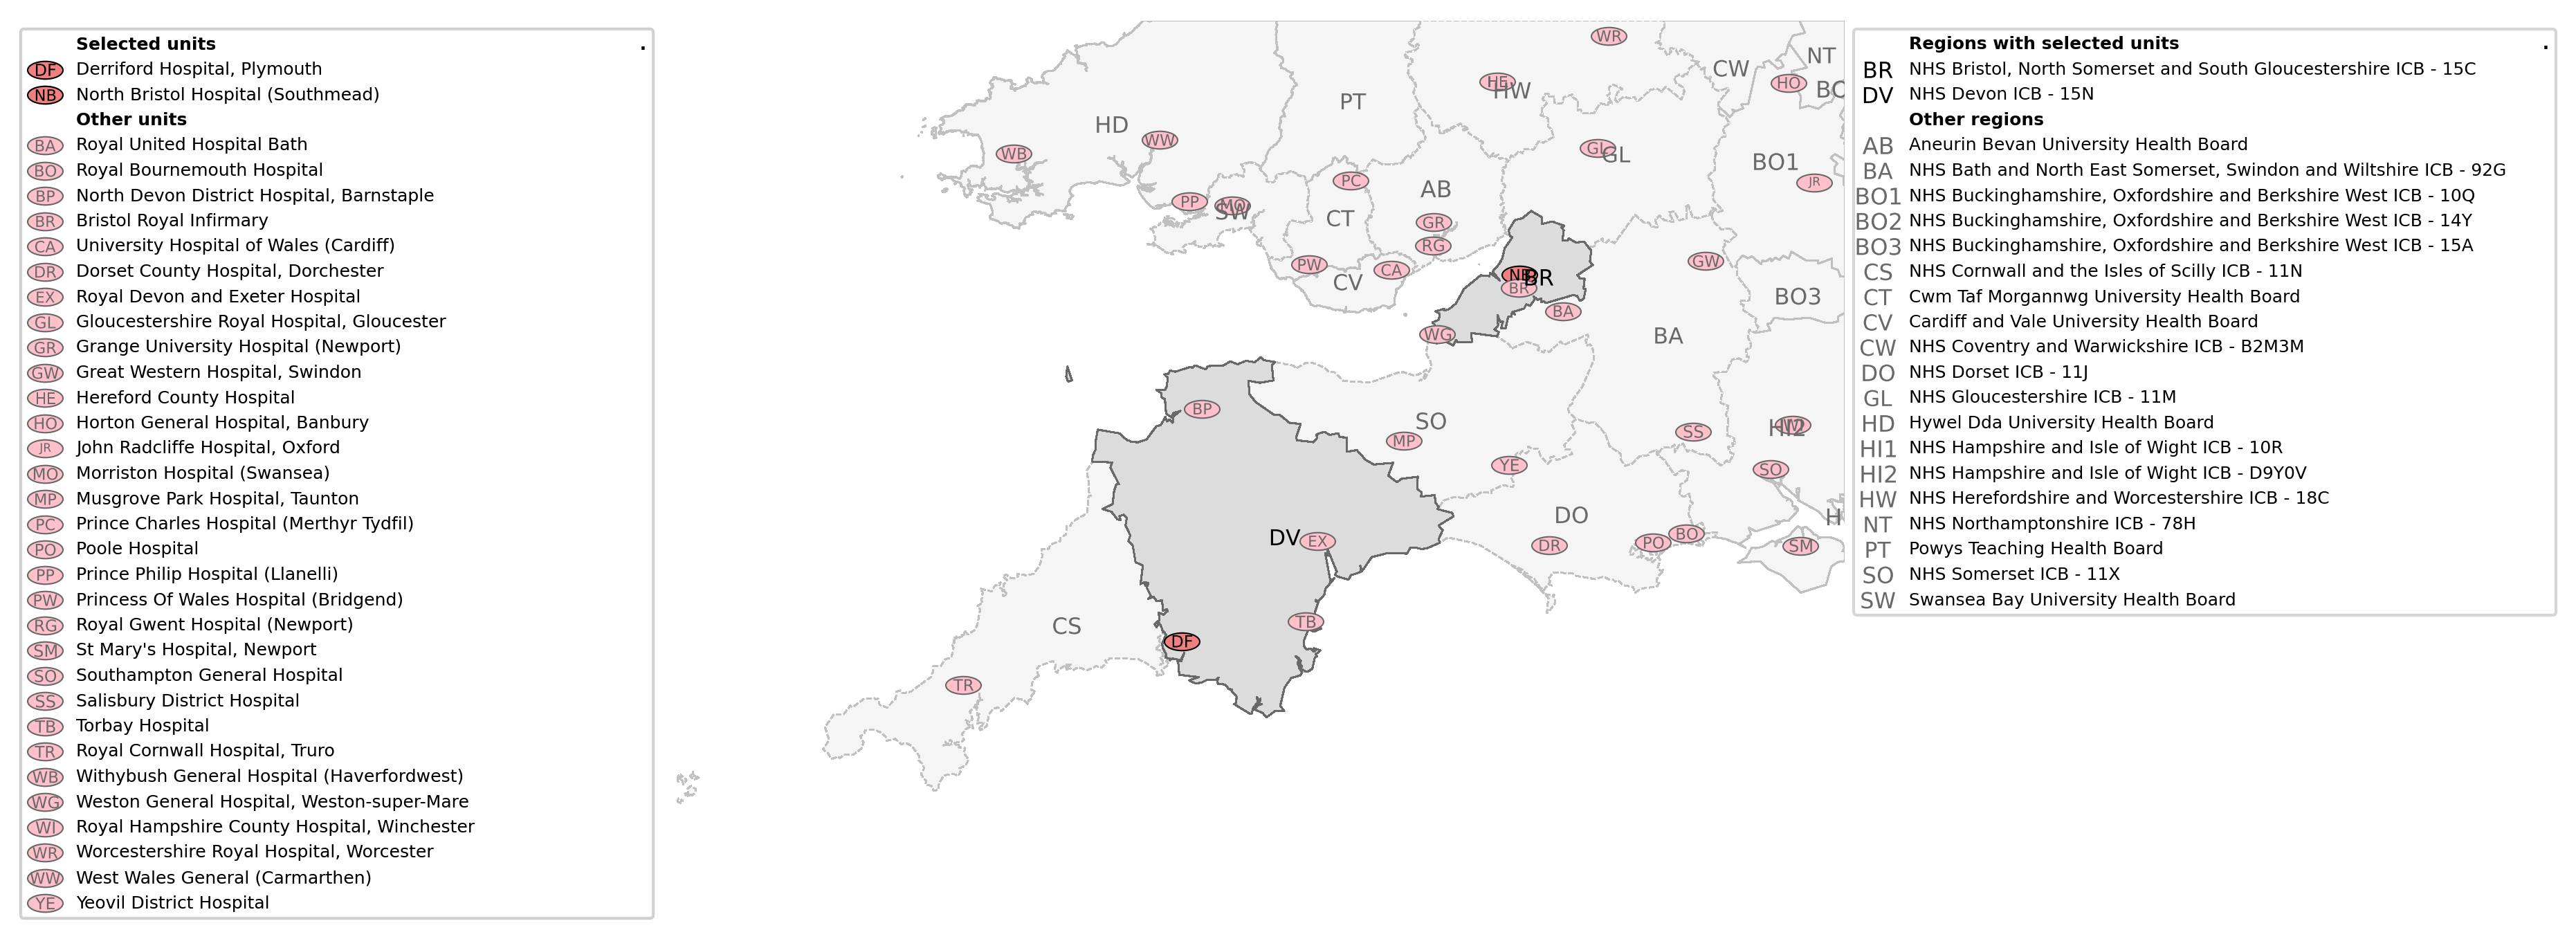 Selected units .
DF Derriford Hospital, Plymouth
NB North Bristol Hospital (Southmead)
Other units
BA Royal United Hospital Bath
BO Royal Bournemouth Hospital
BP North Devon District Hospital, Barnstaple
BR Bristol Royal Infirmary
CA University Hospital of Wales (Cardiff)
DR Dorset County Hospital, Dorchester
EX Royal Devon and Exeter Hospital
GL Gloucestershire Royal Hospital, Gloucester
GR Grange University Hospital (Newport)
GW Great Western Hospital, Swindon
HE Hereford County Hospital
HO Horton General Hospital, Banbury
JR John Radcliffe Hospital, Oxford
MO Morriston Hospital (Swansea)
MP Musgrove Park Hospital, Taunton
PC Prince Charles Hospital (Merthyr Tydfil)
PO Poole Hospital
PP Prince Philip Hospital (Llanelli)
PW Princess Of Wales Hospital (Bridgend)
RG Royal Gwent Hospital (Newport)
SM St Mary's Hospital, Newport
SO Southampton General Hospital
SS Salisbury District Hospital
TB Torbay Hospital
TR Royal Cornwall Hospital, Truro
WB Withybush General Hospital (Haverfordwest)
WG Weston General Hospital, Weston-super-Mare
WI Royal Hampshire County Hospital, Winchester
WR Worcestershire Royal Hospital, Worcester
WW West Wales General (Carmarthen)
YE Yeovil District Hospital
WR
NT
CW
HE
HW
HO
BO
PT
HD
WW
WB
GL
GL
BO1
JR
PC
AB
PP
MO
SW
CT
GR
RG
PW
CA
CV
NB
BR
BR
GW
BO3
BA
WG
BA
BP
SO
MP
SS
WI
HI2
YE
SO
DO
H
DV
EX
DR
PO
BO
SM
CS
TB
DF
TR
Regions with selected units .
BR NHS Bristol, North Somerset and South Gloucestershire ICB - 15C
DV NHS Devon ICB - 15N
Other regions
AB Aneurin Bevan University Health Board
BA NHS Bath and North East Somerset, Swindon and Wiltshire ICB - 92G
BO1 NHS Buckinghamshire, Oxfordshire and Berkshire West ICB - 10Q
BO2 NHS Buckinghamshire, Oxfordshire and Berkshire West ICB - 14Y
BO3 NHS Buckinghamshire, Oxfordshire and Berkshire West ICB - 15A
CS NHS Cornwall and the Isles of Scilly ICB - 11N
CT Cwm Taf Morgannwg University Health Board
CV Cardiff and Vale University Health Board
CW NHS Coventry and Warwickshire ICB - B2M3M
DO NHS Dorset ICB - 11J
GL NHS Gloucestershire ICB - 11M
HD Hywel Dda University Health Board
HI1 NHS Hampshire and Isle of Wight ICB - 10R
HI2 NHS Hampshire and Isle of Wight ICB - D9Y0V
HW NHS Herefordshire and Worcestershire ICB - 18C
NT NHS Northamptonshire ICB - 78H
PT Powys Teaching Health Board
SO NHS Somerset ICB - 11X
SW Swansea Bay University Health Board